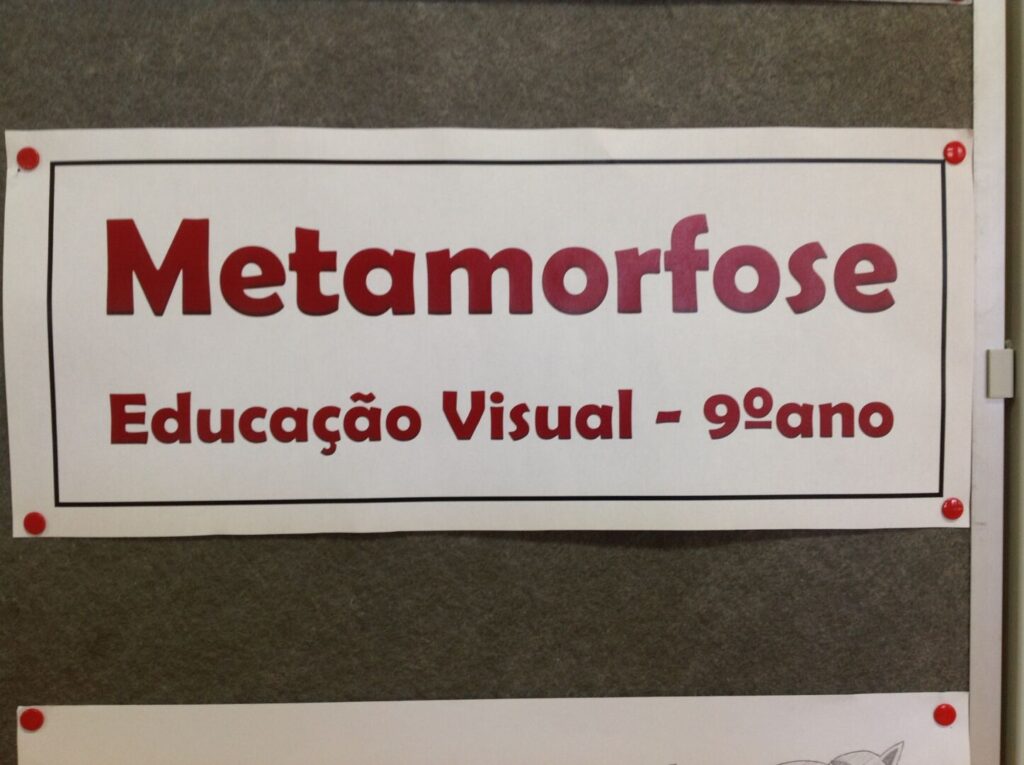 Metamorfose
Educação Visual - 9ºano